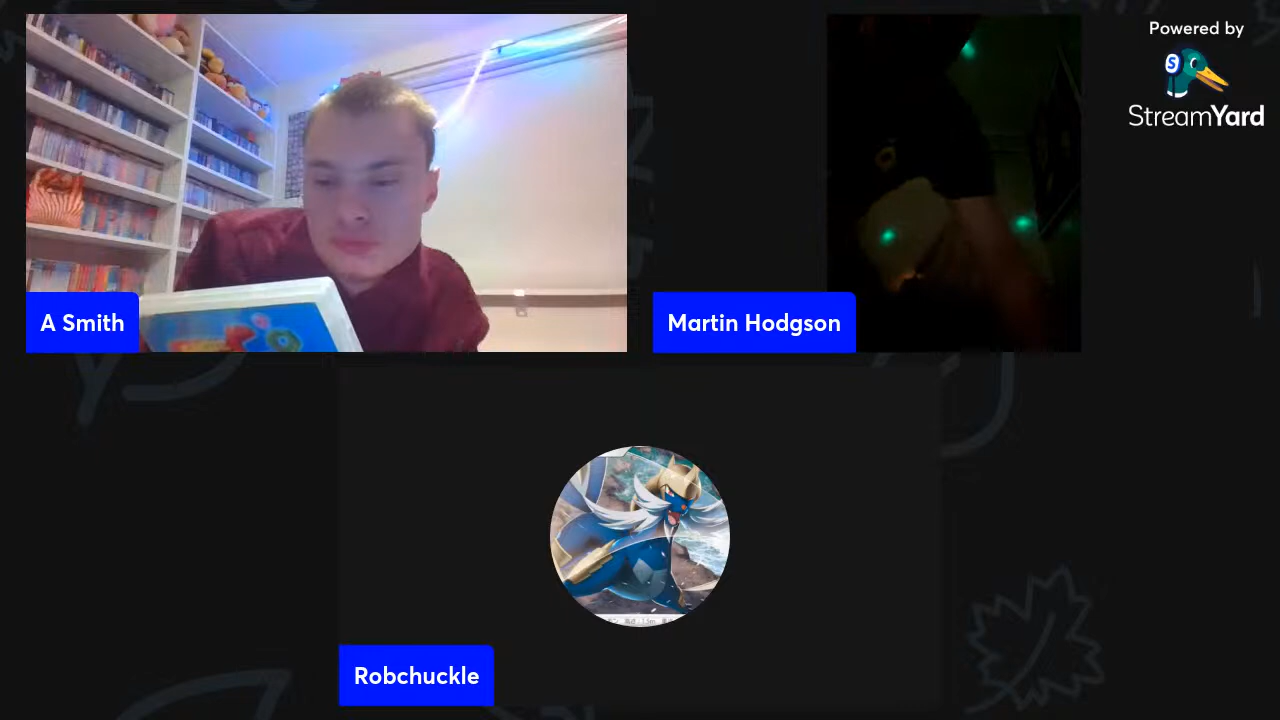 Powered by
StreamYard
A Smith
Martin Hodgson
Robchuckle